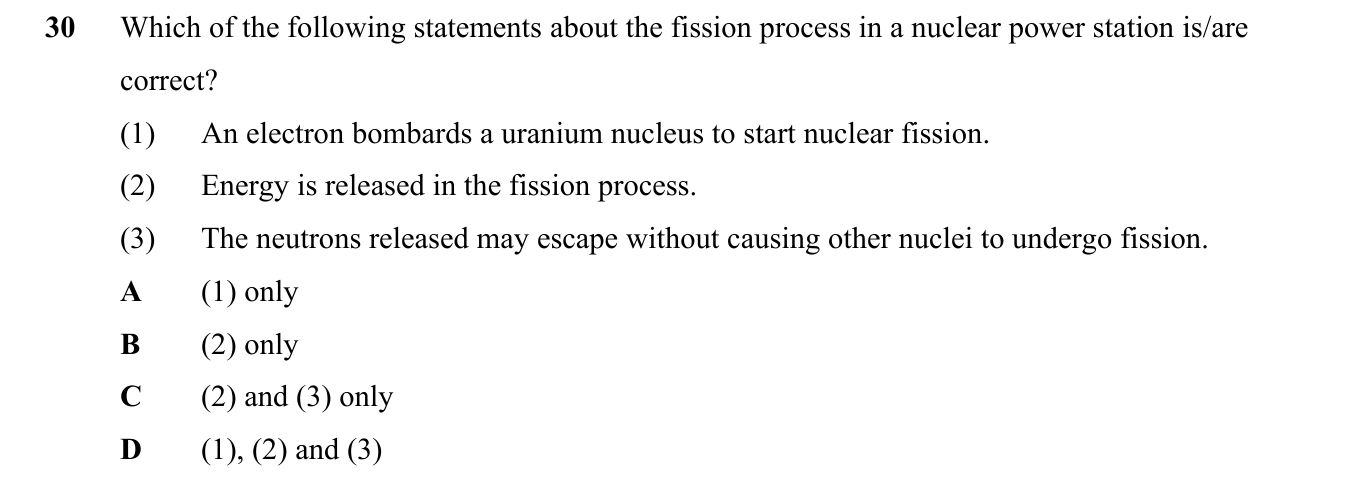 30 Which of the following statements about the fission process in a nuclear power station is/are
correct?
(1) An electron bombards a uranium nucleus to start nuclear fission.
(2) Energy is released in the fission process.
(3) The neutrons released may escape without causing other nuclei to undergo fission.
A (1) only
B (2) only
C (2) and (3) only
D (1), (2) and (3)